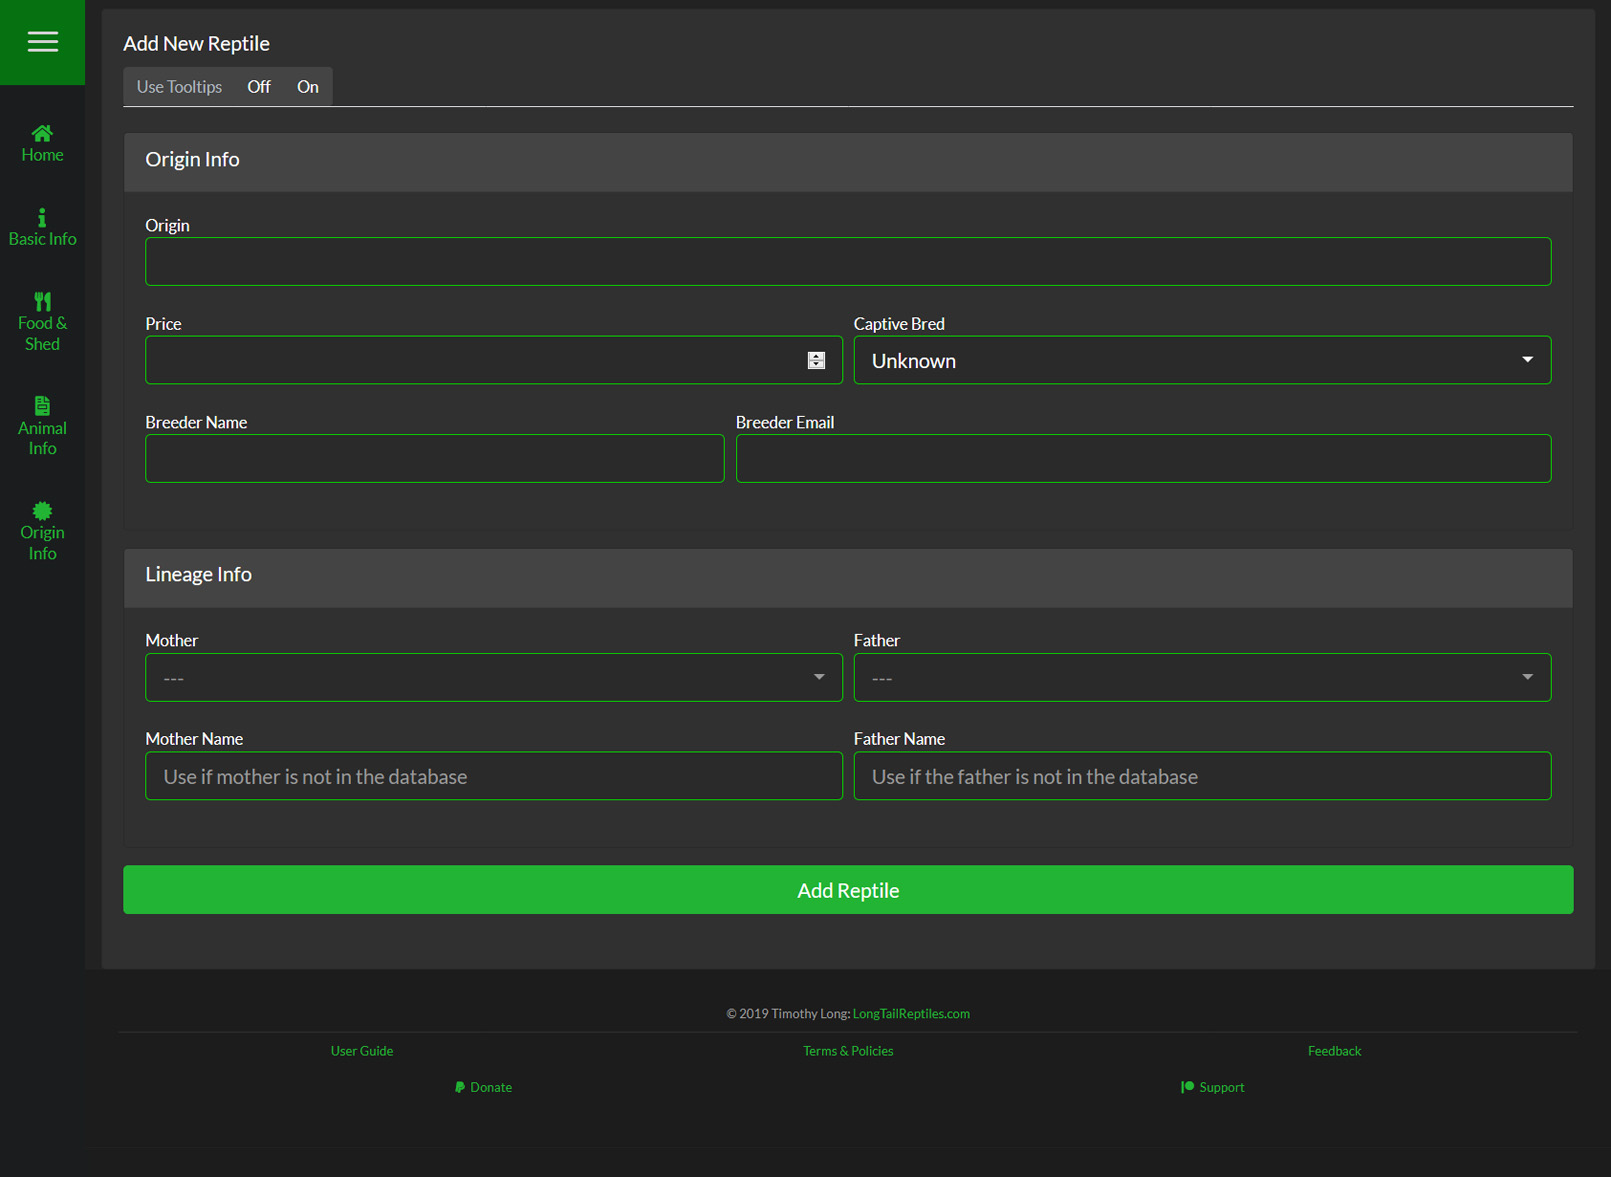 Add New Reptile
Use Tooltips Off On
Home
Basic Info
Food &
Shed
Animal
Info
Origin
Info
Origin Info
Origin
Price
Captive Bred
Unknown
Breeder Name
Breeder Email
Lineage Info
Mother
Father
---
---
Mother Name
Father Name
Use if mother is not in the database
Use if the father is not in the database
Add Reptile
© 2019 Timothy Long: LongTailReptiles.com
User Guide
Terms & Policies
Feedback
Donate
Support